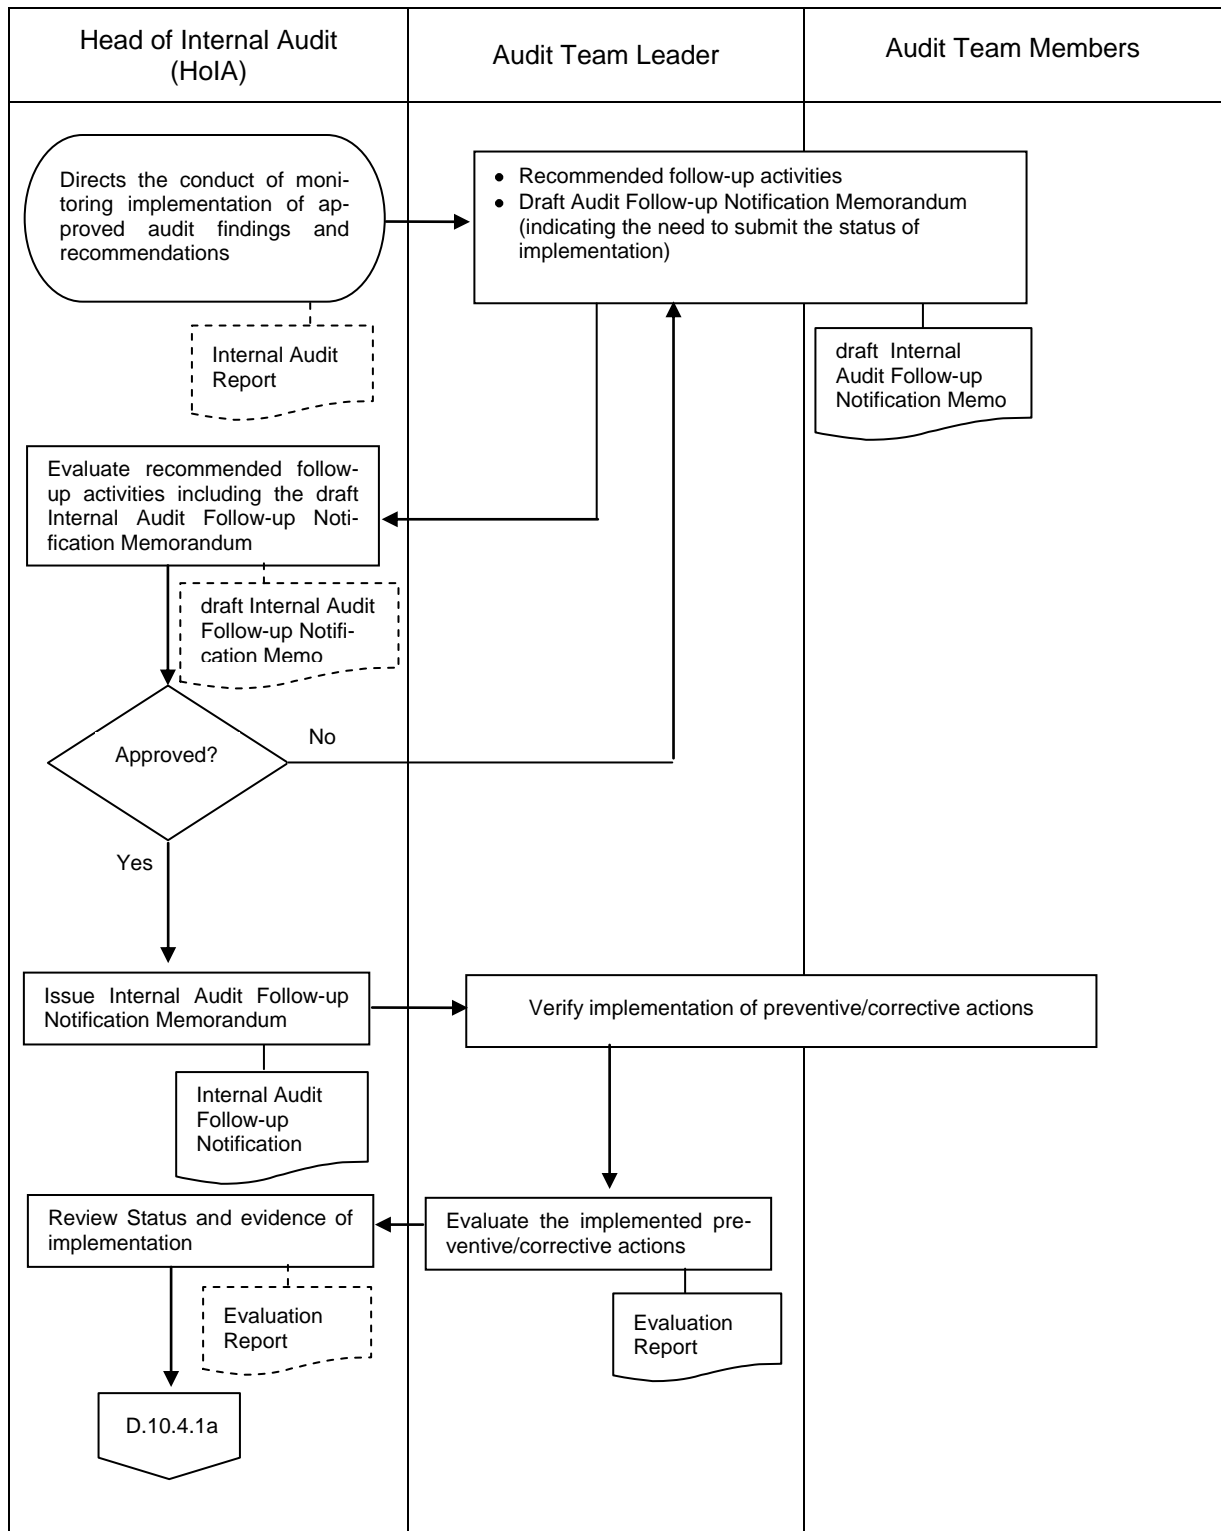 Head of Internal Audit
(HoIA)
Audit Team Leader
Audit Team Members
Directs the conduct of moni-
toring implementation of ap-
proved audit findings and
recommendations
• Recommended follow-up activities
• Draft Audit Follow-up Notification Memorandum
(indicating the need to submit the status of
implementation)
Internal Audit
Report
draft Internal
Audit Follow-up
Notification Memo
Evaluate recommended follow-
up activities including the draft
Internal Audit Follow-up Noti-
fication Memorandum
draft Internal Audit
Follow-up Notifi-
cation Memo
Approved?
No
Yes
Issue Internal Audit Follow-up
Notification Memorandum
Verify implementation of preventive/corrective actions
Internal Audit
Follow-up
Notification
Review Status and evidence of
implementation
Evaluate the implemented pre-
ventive/corrective actions
Evaluation
Report
Evaluation
Report
D.10.4.1a